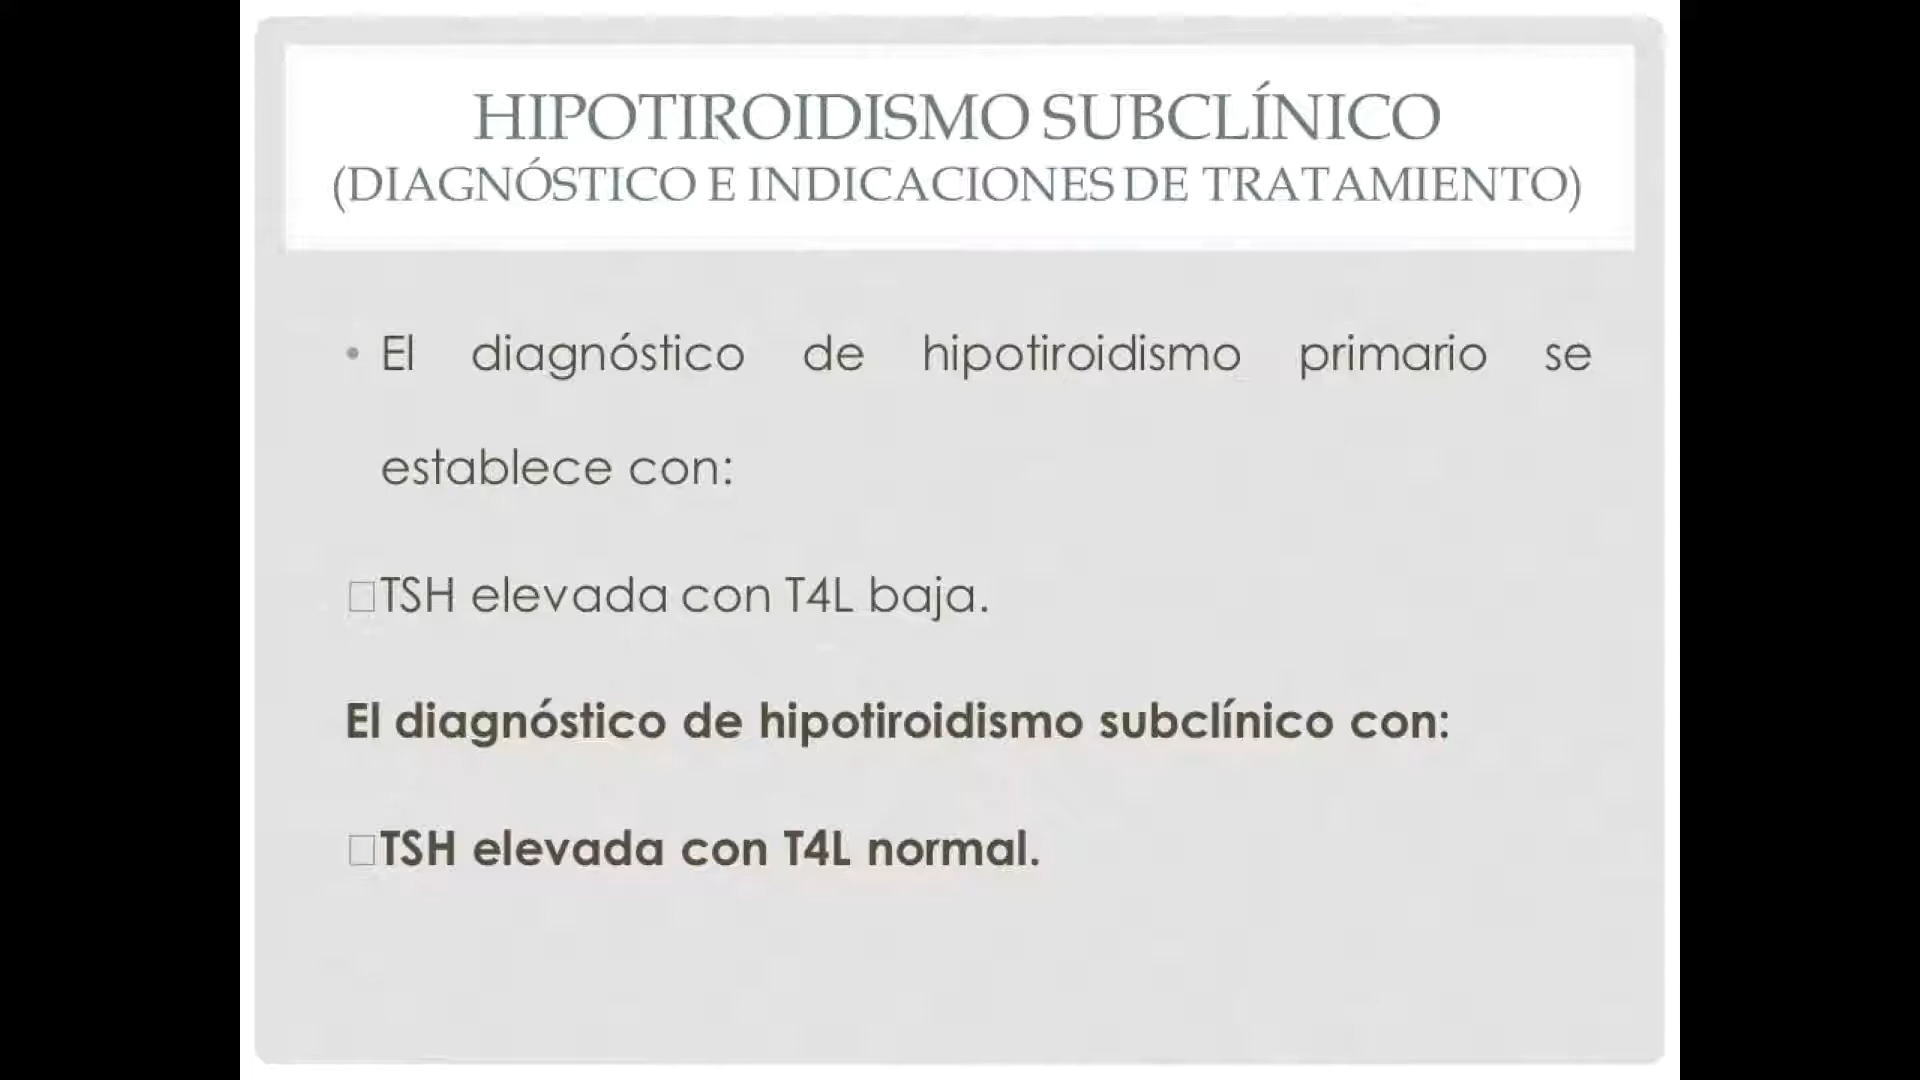 HIPOTIROIDISMO SUBCLÍNICO
(DIAGNÓSTICO E INDICACIONES DE TRATAMIENTO)
• El diagnóstico de hipotiroidismo primario se
establece con:
□TSH elevada con T4L baja.
El diagnóstico de hipotiroidismo subclínico con:
□TSH elevada con T4L normal.